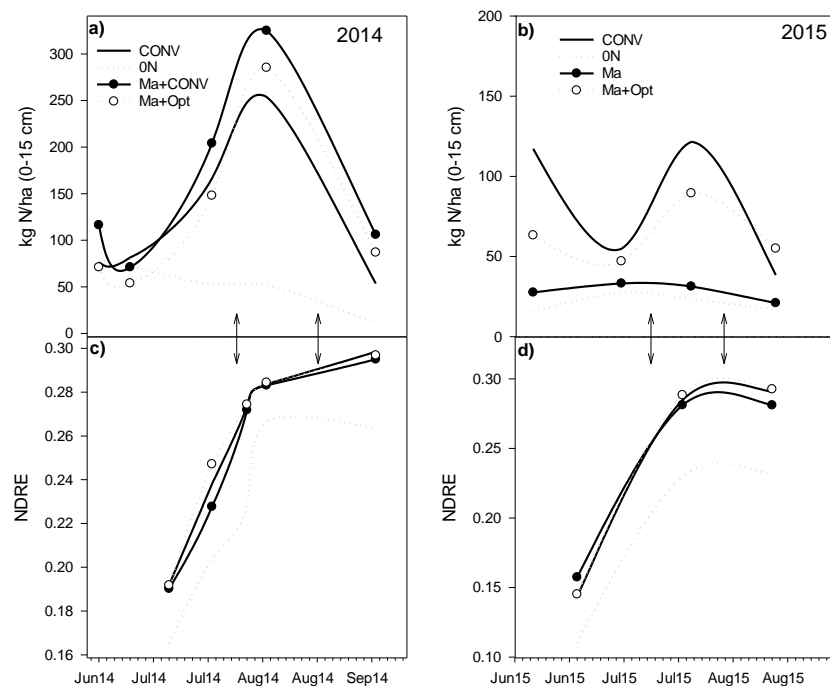 a)
2014
CONV
0N
Ma+CONV
Ma+Opt
kg N/ha (0-15 cm)
350
300
250
200
150
100
50
0
b)
2015
CONV
0N
Ma
Ma+Opt
kg N/ha (0-15 cm)
200
150
100
50
0
c)
NDRE
0.30
0.28
0.26
0.24
0.22
0.20
0.18
0.16
Jun14 Jul14 Jul14 Aug14 Aug14 Sep14
d)
NDRE
0.30
0.25
0.20
0.15
0.10
Jun15 Jun15 Jul15 Jul15 Aug15 Aug15